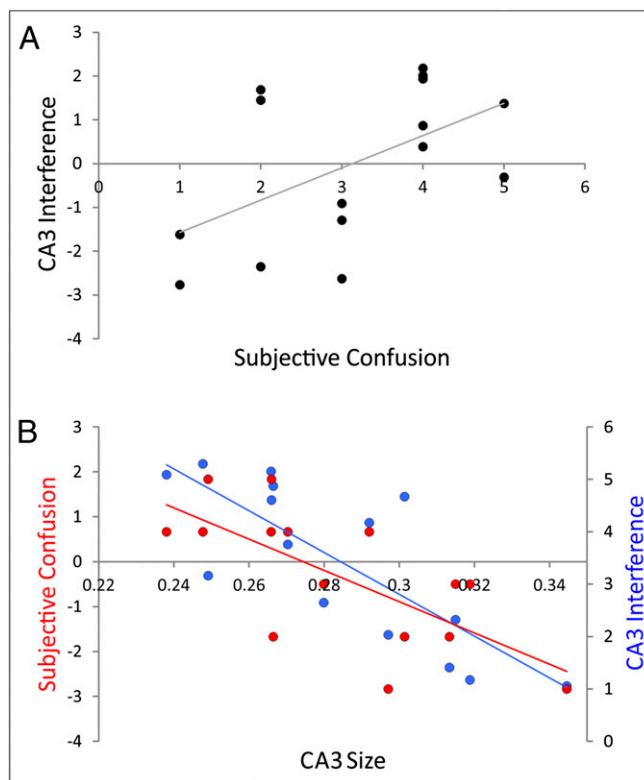 A
3
2
1
0
-1
-2
-3
-4
0 1 2 3 4 5 6
CA3 Interference
Subjective Confusion
B
3
2
1
0
-1
-2
-3
-4
0.22 0.24 0.26 0.28 0.3 0.32 0.34
6
5
4
3
2
1
0
Subjective Confusion
CA3 Interference
CA3 Size